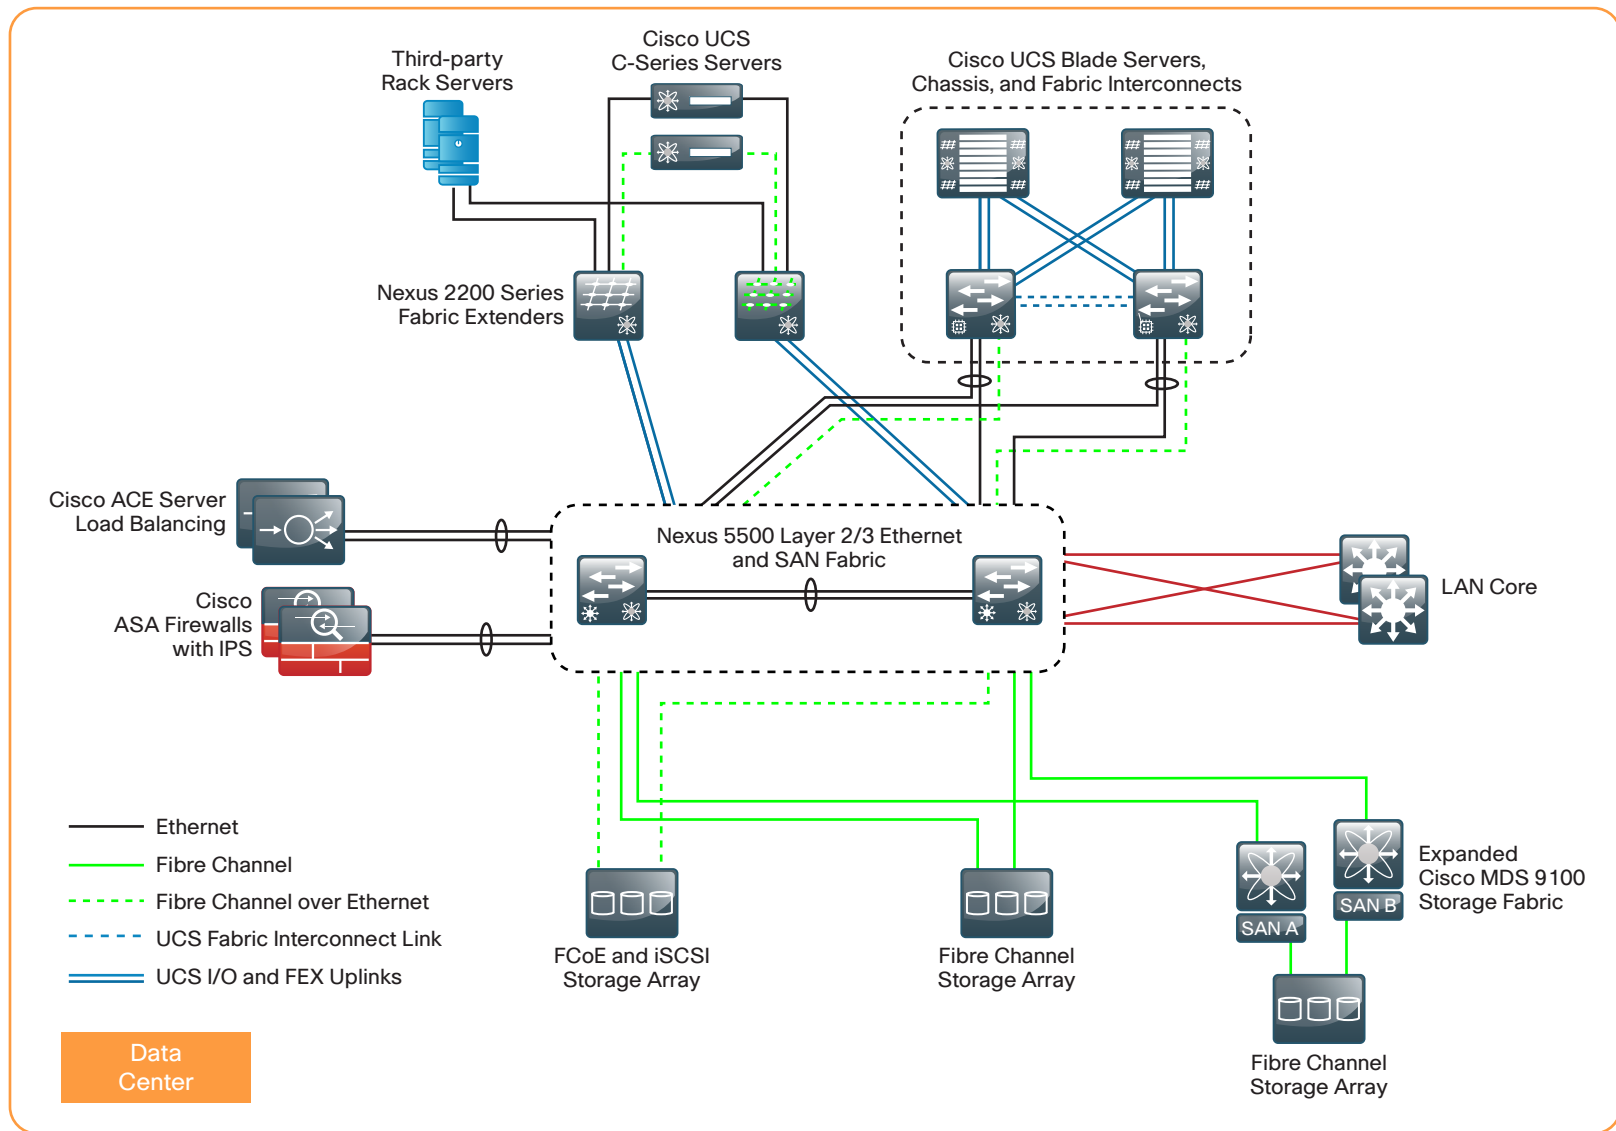 Third-party
Rack Servers
Cisco UCS
C-Series Servers
Cisco UCS Blade Servers,
Chassis, and Fabric Interconnects
Nexus 2200 Series
Fabric Extenders
Cisco ACE Server
Load Balancing
Nexus 5500 Layer 2/3 Ethernet
and SAN Fabric
Cisco
ASA Firewalls
with IPS
LAN Core
Ethernet
Fibre Channel
Fibre Channel over Ethernet
UCS Fabric Interconnect Link
UCS I/O and FEX Uplinks
FCoE and iSCSI
Storage Array
Fibre Channel
Storage Array
SAN A
SAN B
Expanded
Cisco MDS 9100
Storage Fabric
Fibre Channel
Storage Array
Data
Center